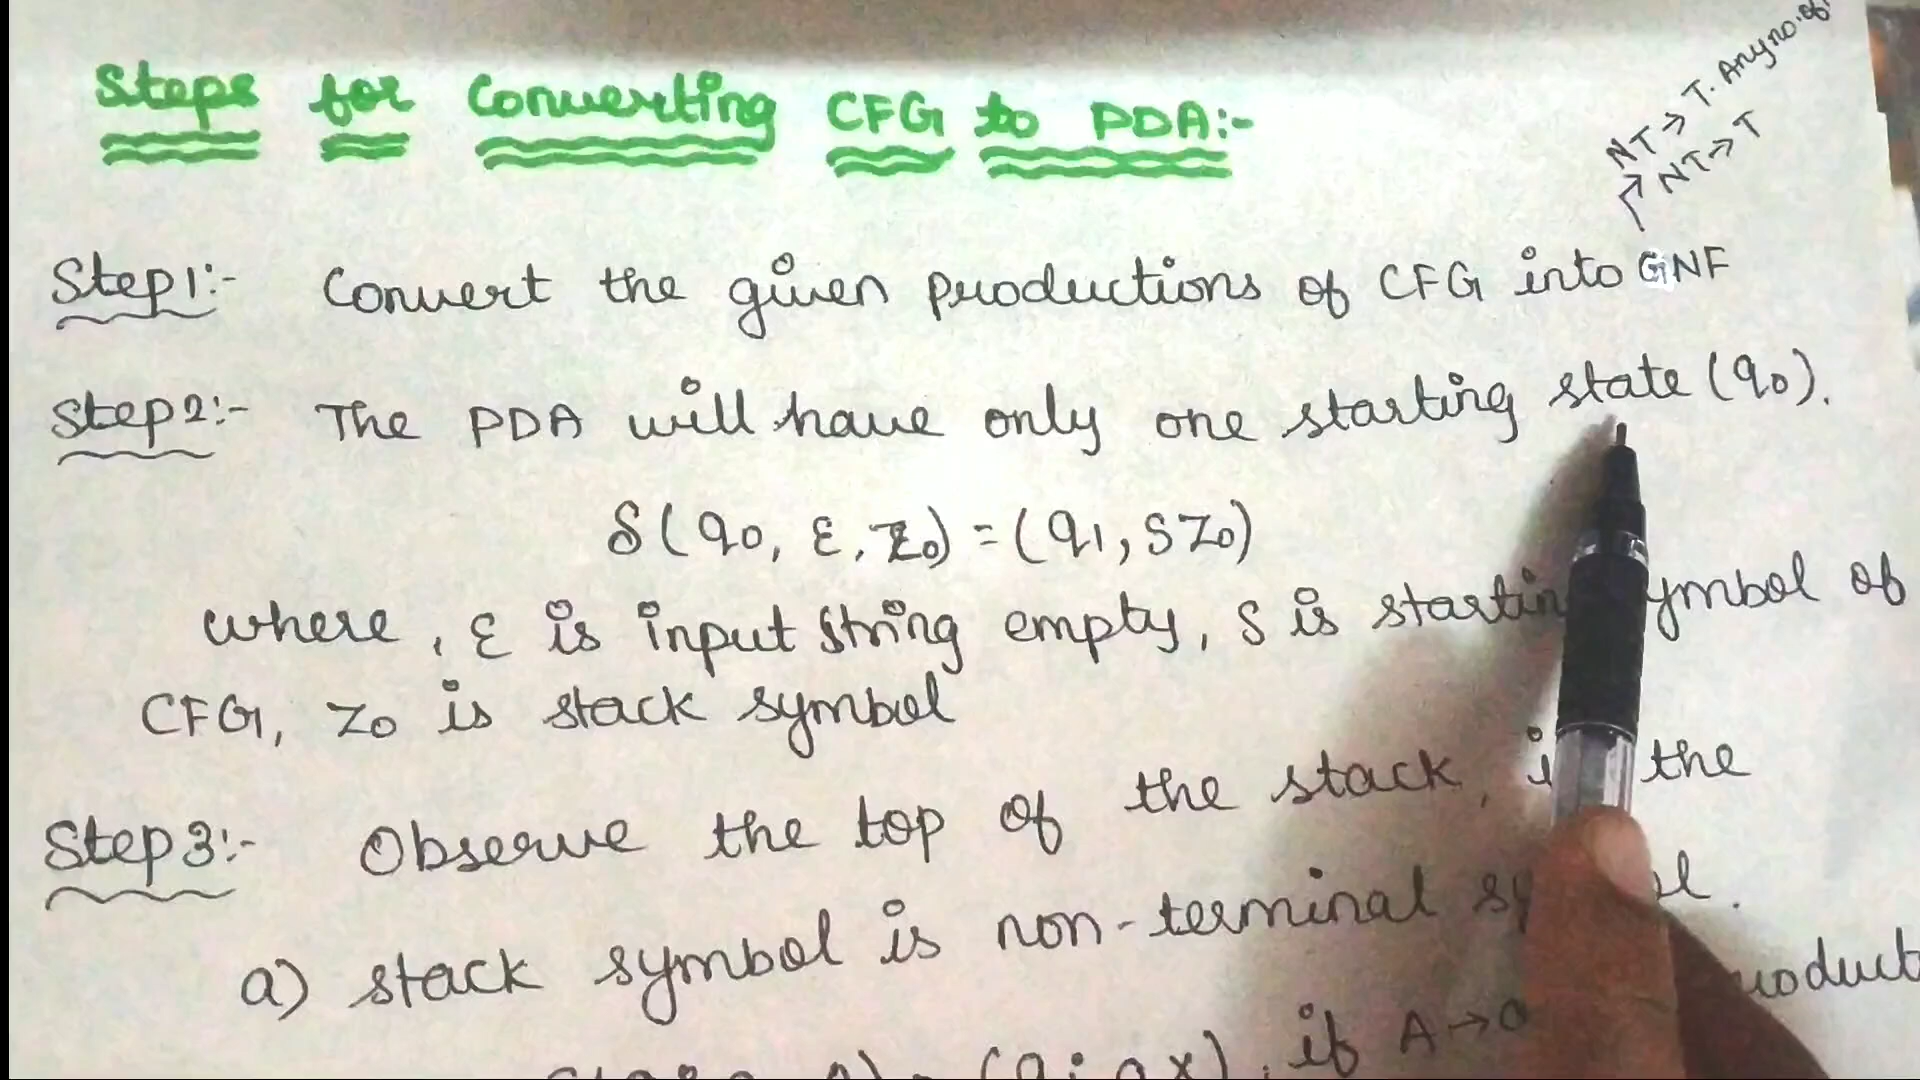 Steps for Converting CFG to PDA:-
NT → T. Any no. of
NT → T
Step1:- Convert the given productions of CFG into GNF
Step2:- The PDA will have only one starting state (q0).
δ(q0, ε, Z0) = (q1, SZ0)
where, ε is input string empty, S is starting symbol of
CFG, Z0 is stack symbol
Step3:- Observe the top of the stack, the
a) stack symbol is non-terminal
if A →